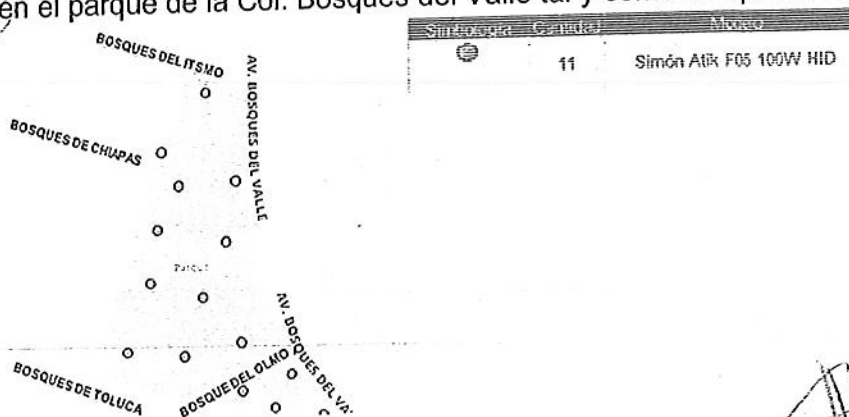 en el parque de la Col. Bosques del Valle tal y como
Simbología Cantidad Modelo
11 Simón Atik F05 100W HID
BOSQUES DEL ITSMO
AV. BOSQUES DEL VALLE
BOSQUES DE CHIAPAS
AV. BOSQUES DEL VA
BOSQUE DEL OLMO
BOSQUES DE TOLUCA